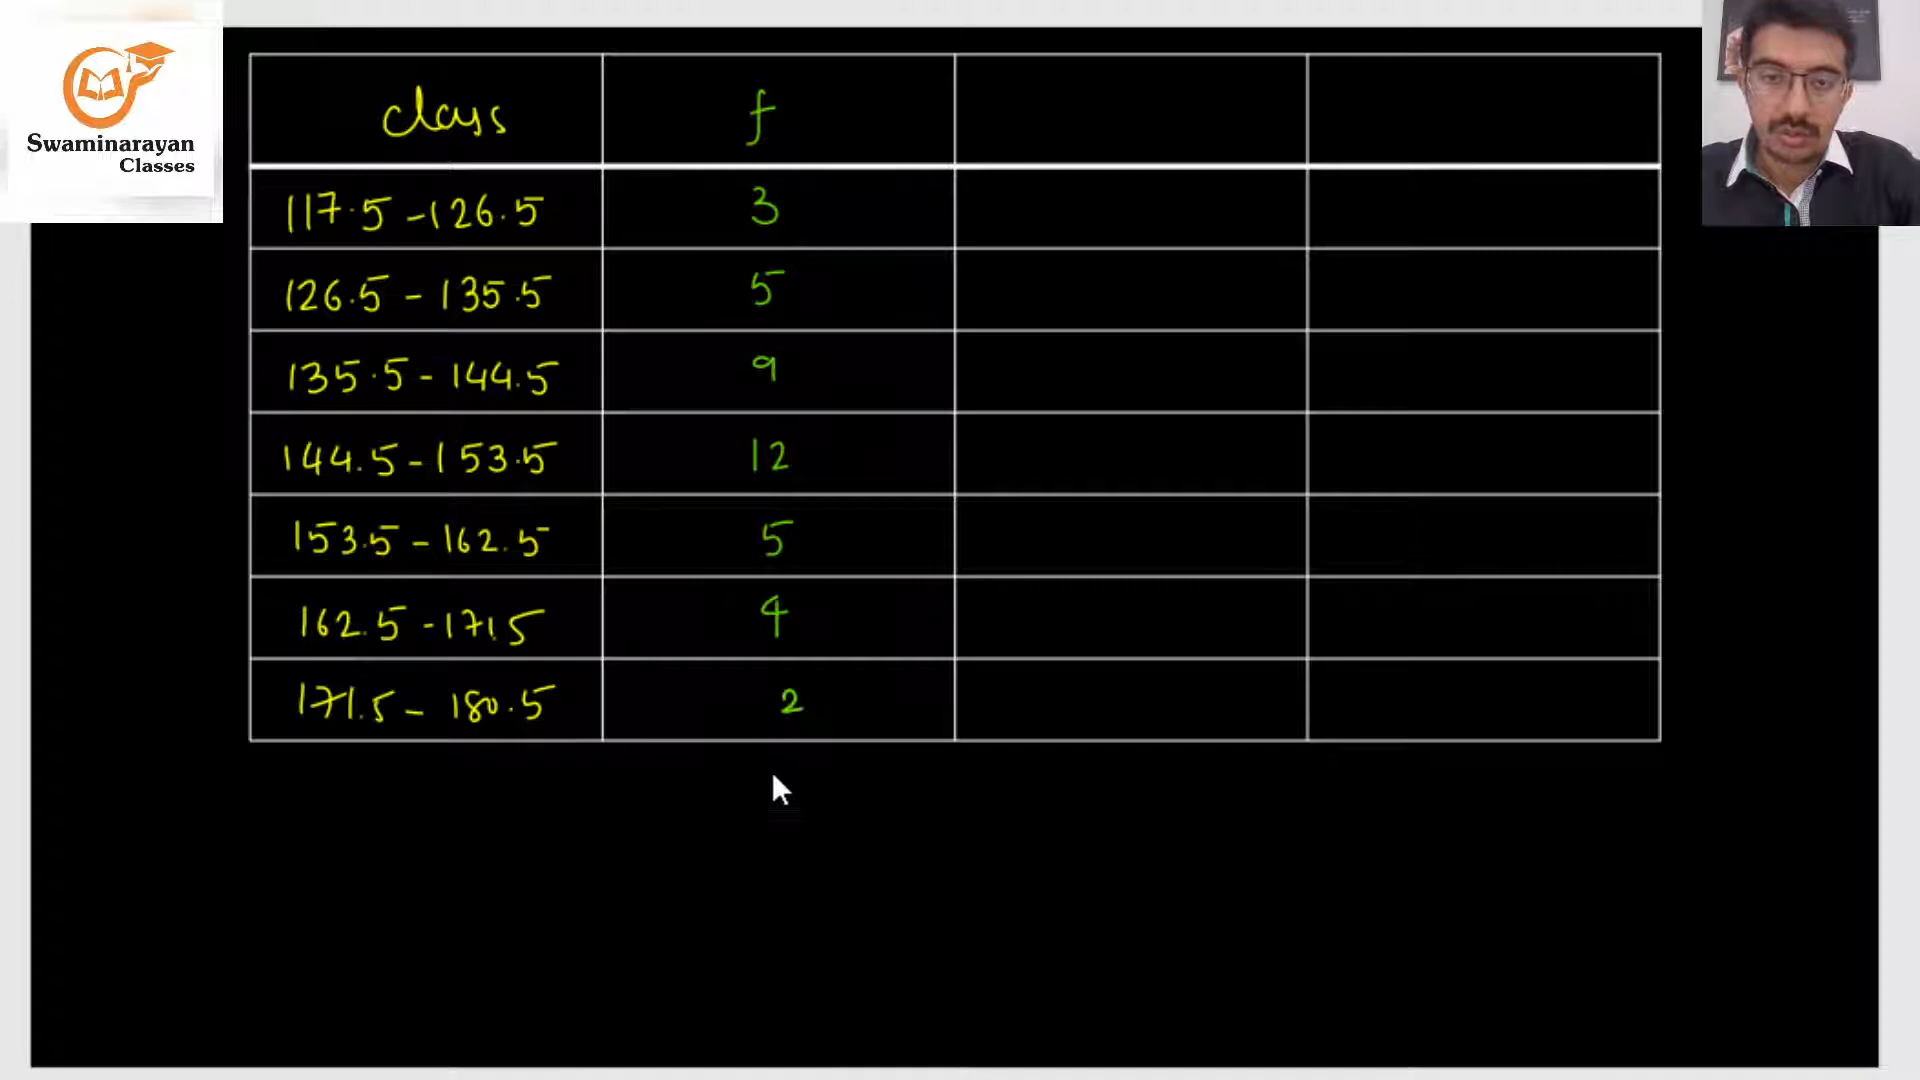 Swaminarayan
Classes
class f
117.5 - 126.5 3
126.5 - 135.5 5
135.5 - 144.5 9
144.5 - 153.5 12
153.5 - 162.5 5
162.5 - 171.5 4
171.5 - 180.5 2